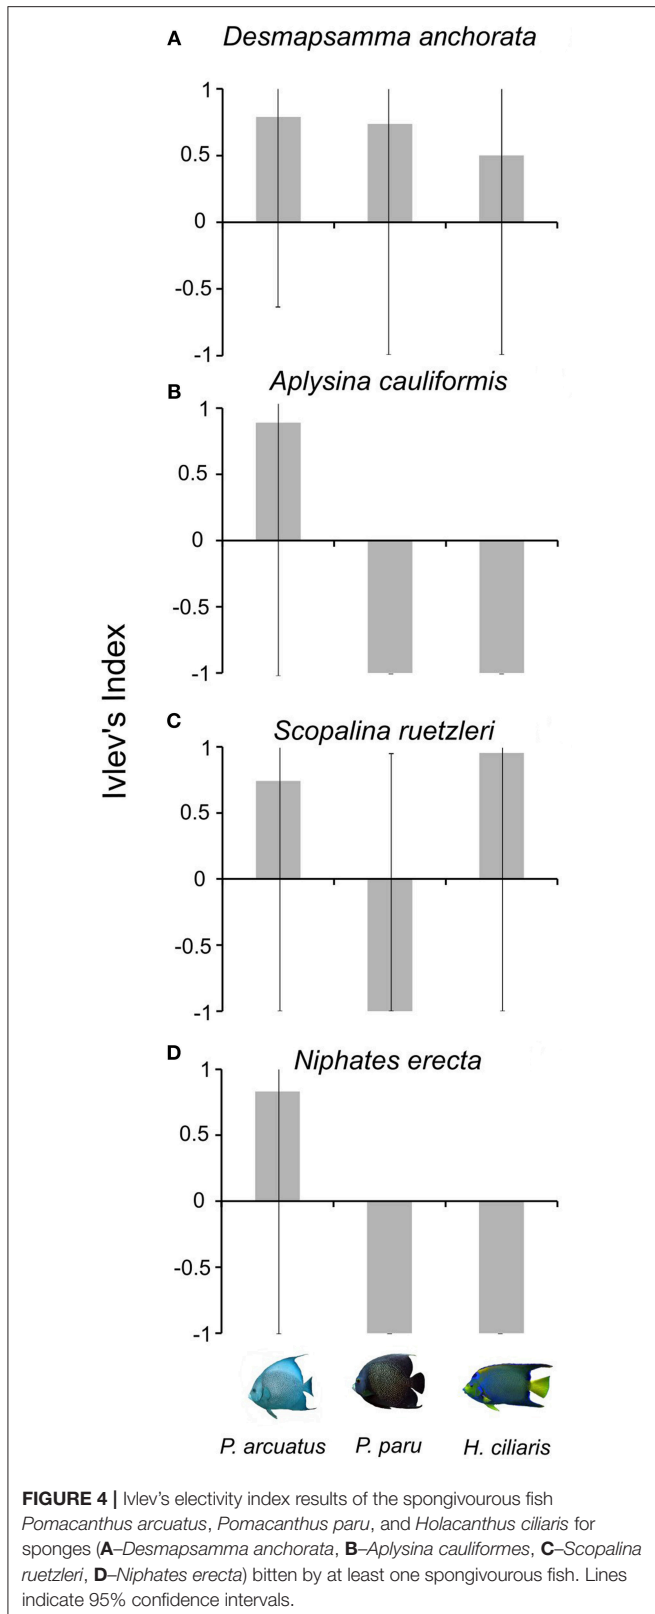 A Desmapsamma anchorata
1
0.5
0
-0.5
-1
B Aplysina cauliformis
1
0.5
0
-0.5
-1
Ivlev's Index
C Scopalina ruetzleri
1
0.5
0
-0.5
-1
D Niphates erecta
1
0.5
0
-0.5
-1
P. arcuatus P. paru H. ciliaris
FIGURE 4 | Ivlev's electivity index results of the spongivourous fish
Pomacanthus arcuatus, Pomacanthus paru, and Holacanthus ciliaris for
sponges (A–Desmapsamma anchorata, B–Aplysina cauliformes, C–Scopalina
ruetzleri, D–Niphates erecta) bitten by at least one spongivourous fish. Lines
indicate 95% confidence intervals.